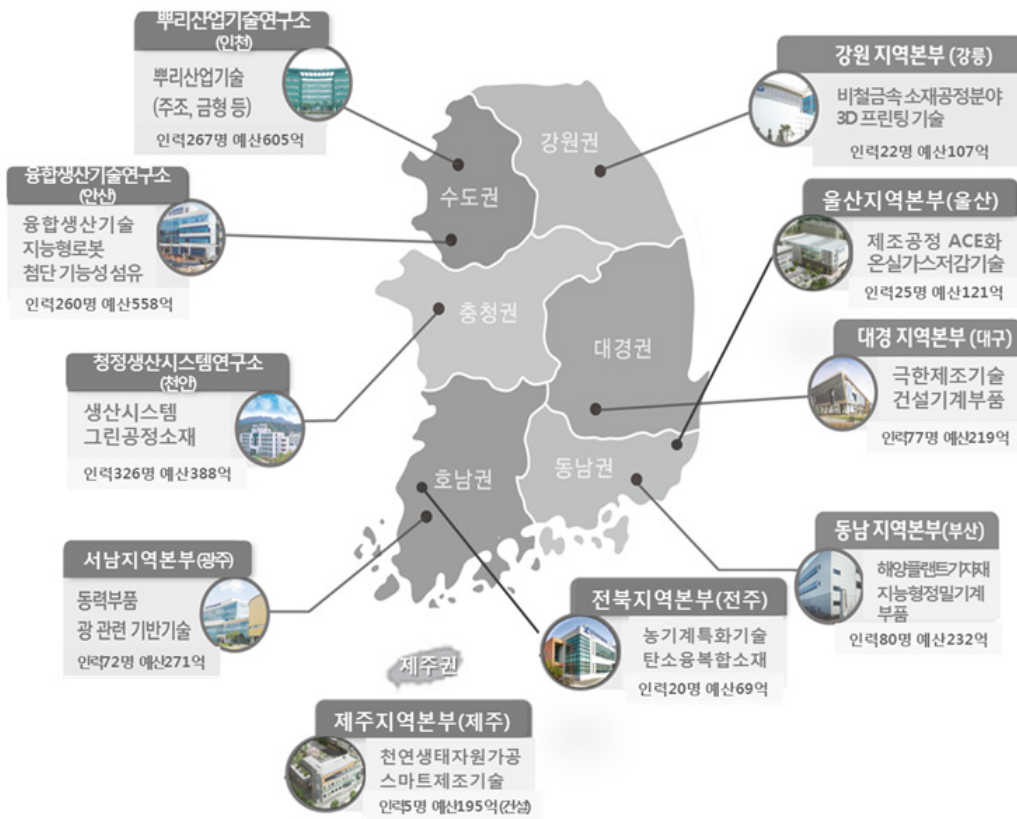 뿌리산업기술연구소
(인천)
뿌리산업기술
(주조, 금형 등)
인력267명 예산605억
융합생산기술연구소
(안산)
융합생산기술
지능형로봇
첨단 기능성 섬유
인력260명 예산558억
청정생산시스템연구소
(천안)
생산시스템
그린공정소재
인력326명 예산388억
서남지역본부(광주)
동력부품
광 관련 기반기술
인력72명 예산271억
수도권
강원권
충청권
대경권
호남권
동남권
제주권
강원 지역본부 (강릉)
비철금속 소재공정분야
3D 프린팅 기술
인력22명 예산107억
울산지역본부(울산)
제조공정 ACE화
온실가스저감기술
인력25명 예산121억
대경 지역본부 (대구)
극한제조기술
건설기계부품
인력77명 예산219억
동남 지역본부(부산)
해양플랜트기자재
지능형정밀기계
부품
인력80명 예산232억
전북지역본부(전주)
농기계특화기술
탄소융복합소재
인력20명 예산69억
제주지역본부(제주)
천연생태자원가공
스마트제조기술
인력5명 예산195억(건설)